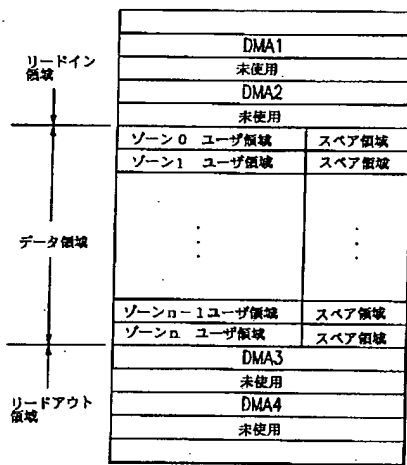 DMA1
リードイン
領域
未使用
DMA2
未使用
ゾーン0 ユーザ領域 スペア領域
ゾーン1 ユーザ領域 スペア領域
データ領域
ゾーンn-1ユーザ領域 スペア領域
ゾーンn ユーザ領域 スペア領域
DMA3
未使用
リードアウト
領域
DMA4
未使用